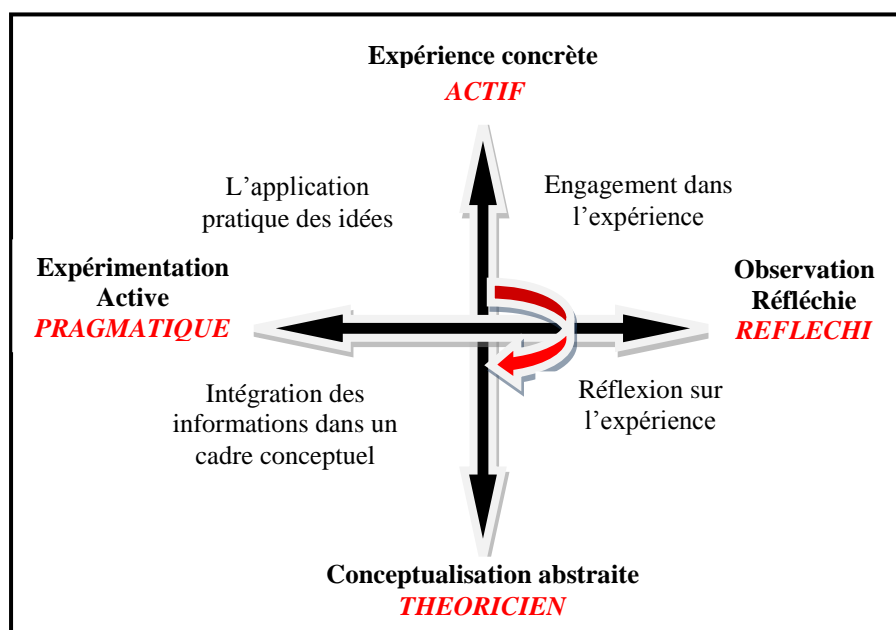 Expérience concrète
ACTIF
L’application
pratique des idées
Engagement dans
l’expérience
Expérimentation
Active
PRAGMATIQUE
Observation
Réfléchie
REFLECHI
Intégration des
informations dans un
cadre conceptuel
Réflexion sur
l’expérience
Conceptualisation abstraite
THEORICIEN